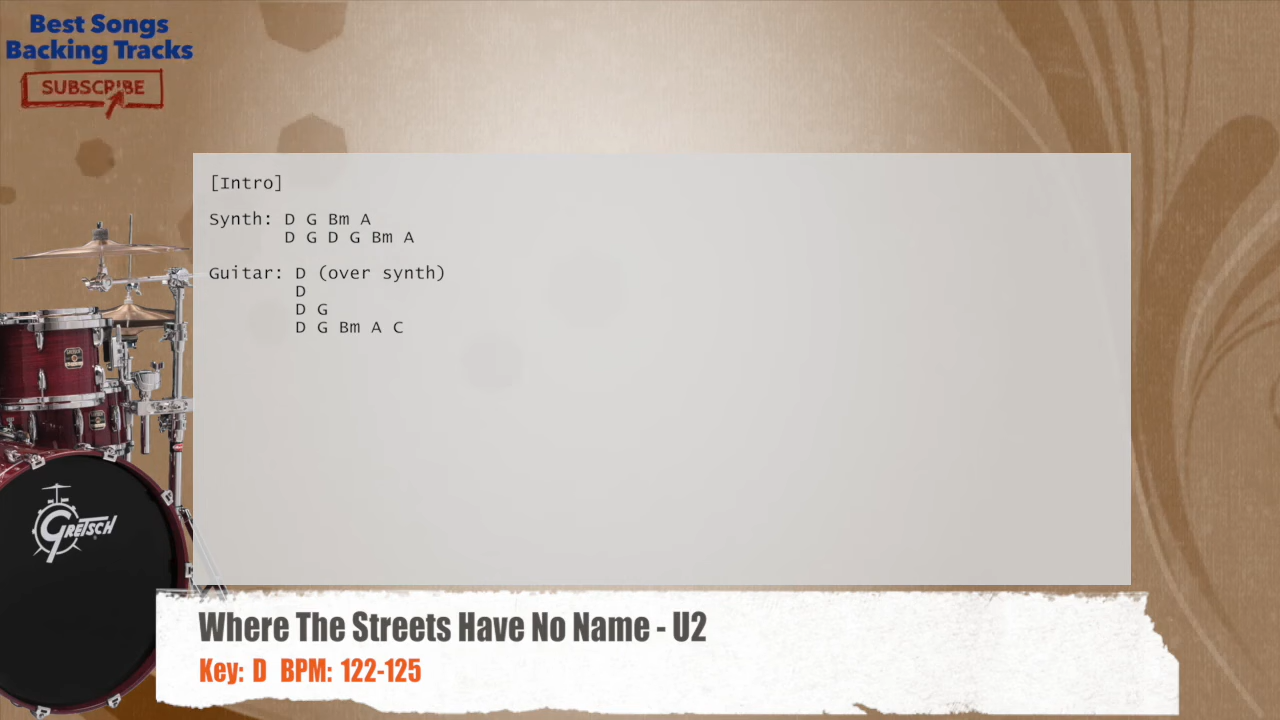 Best Songs
Backing Tracks
SUBSCRIBE
[Intro]
Synth: D G Bm A
D G D G Bm A
Guitar: D (over synth)
D
D G
D G Bm A C
GRETSCH
Where The Streets Have No Name - U2
Key: D BPM: 122-125